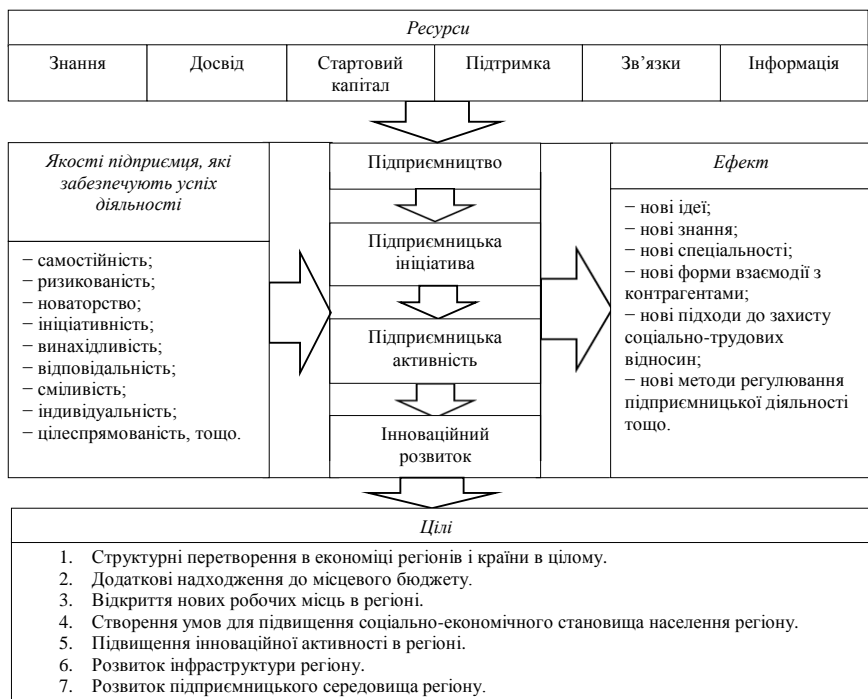 Ресурси
Знання
Досвід
Стартовий
капітал
Підтримка
Зв’язки
Інформація
Якості підприємця, які
забезпечують успіх
діяльності
− самостійність;
− ризикованість;
− новаторство;
− ініціативність;
− винахідливість;
− відповідальність;
− сміливість;
− індивідуальність;
− цілеспрямованість, тощо.
Підприємництво
Підприємницька
ініціатива
Підприємницька
активність
Інноваційний
розвиток
Ефект
− нові ідеї;
− нові знання;
− нові спеціальності;
− нові форми взаємодії з
контрагентами;
− нові підходи до захисту
соціально-трудових
відносин;
− нові методи регулювання
підприємницької діяльності
тощо.
Цілі
1. Структурні перетворення в економіці регіонів і країни в цілому.
2. Додаткові надходження до місцевого бюджету.
3. Відкриття нових робочих місць в регіоні.
4. Створення умов для підвищення соціально-економічного становища населення регіону.
5. Підвищення інноваційної активності в регіоні.
6. Розвиток інфраструктури регіону.
7. Розвиток підприємницького середовища регіону.